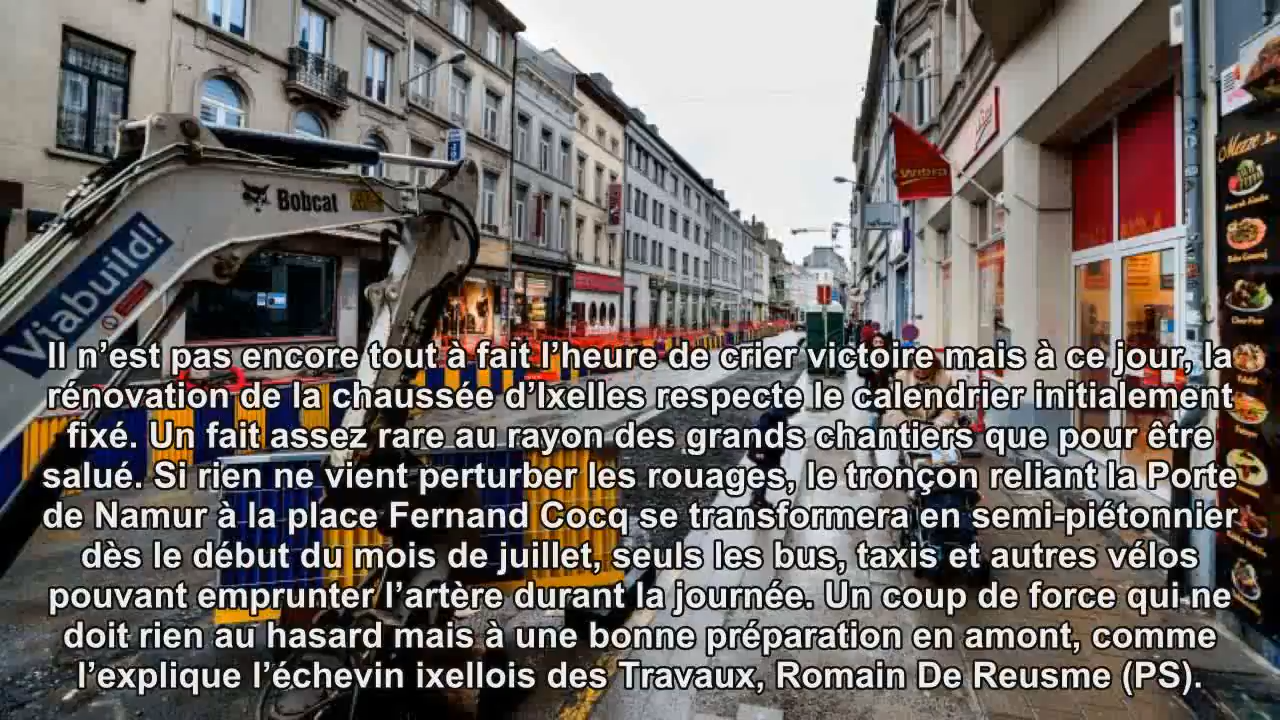 Bobcat
Viabuild!
Wibra
Mezze
Il n’est pas encore tout à fait l’heure de crier victoire mais à ce jour, la
rénovation de la chaussée d’Ixelles respecte le calendrier initialement
fixé. Un fait assez rare au rayon des grands chantiers que pour être
salué. Si rien ne vient perturber les rouages, le tronçon reliant la Porte
de Namur à la place Fernand Cocq se transformera en semi-piétonnier
dès le début du mois de juillet, seuls les bus, taxis et autres vélos
pouvant emprunter l’artère durant la journée. Un coup de force qui ne
doit rien au hasard mais à une bonne préparation en amont, comme
l’explique l’échevin ixellois des Travaux, Romain De Reusme (PS).